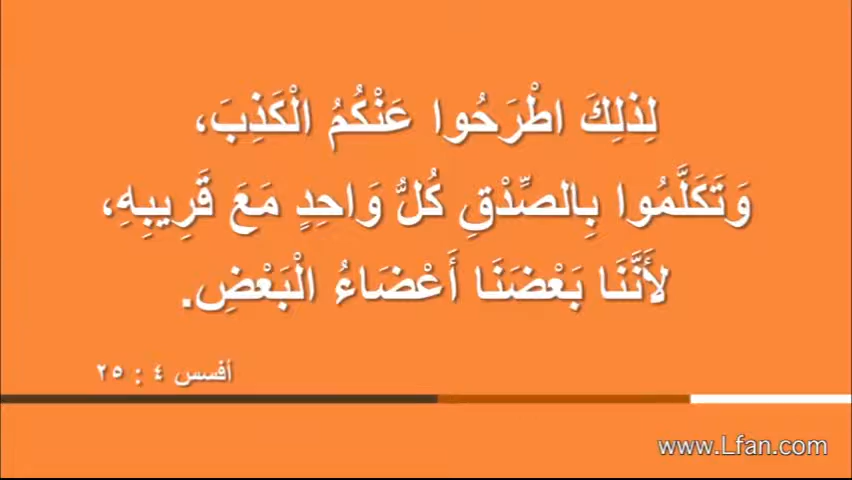 لِذلِكَ اطْرَحُوا عَنْكُمُ الْكَذِبَ،
وَتَكَلَّمُوا بِالصِّدْقِ كُلُّ وَاحِدٍ مَعَ قَرِيبِهِ،
لأَنَّنَا بَعْضَنَا أَعْضَاءُ الْبَعْضِ.
أفسس ٤ : ٢٥
www.Lfan.com